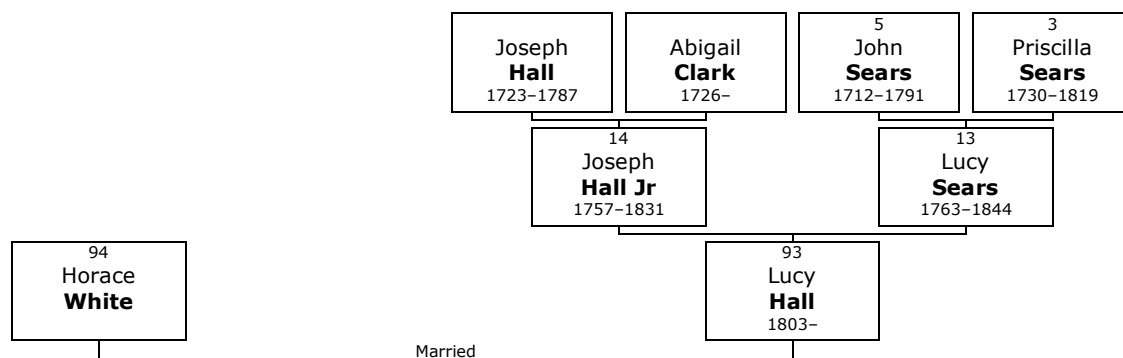 Joseph
Hall
1723–1787
Abigail
Clark
1726–
5
John
Sears
1712–1791
3
Priscilla
Sears
1730–1819
14
Joseph
Hall Jr
1757–1831
13
Lucy
Sears
1763–1844
94
Horace
White
93
Lucy
Hall
1803–
Married